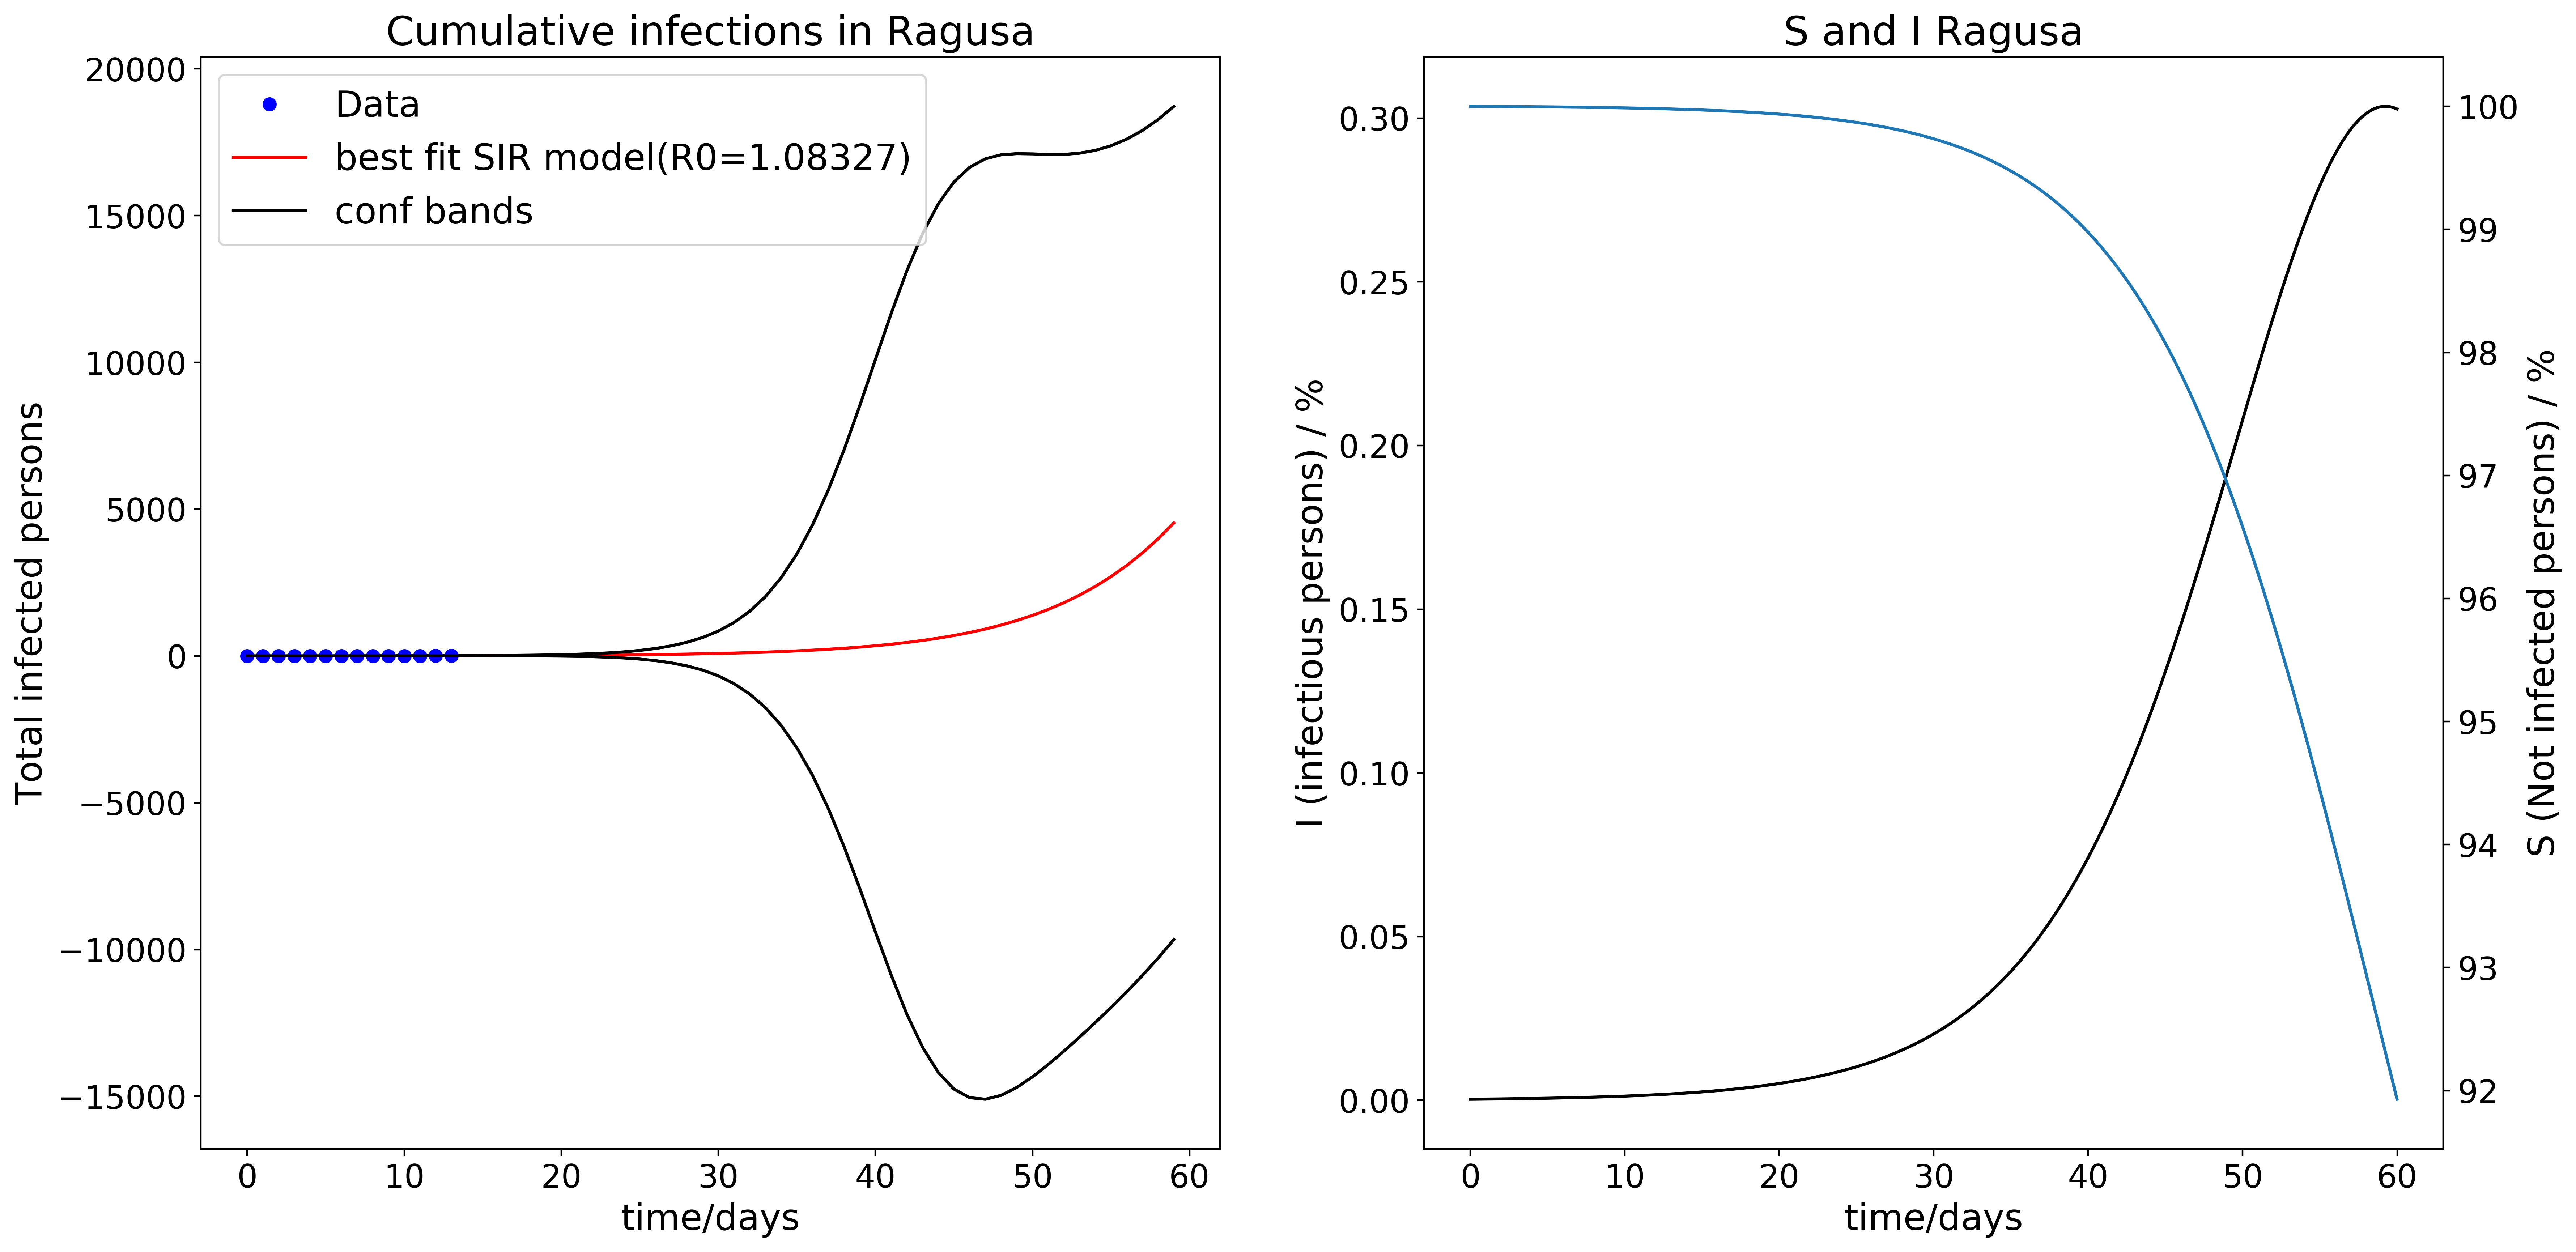 Cumulative infections in Ragusa
Data
best fit SIR model(R0=1.08327)
conf bands
20000
15000
10000
5000
0
−5000
−10000
−15000
Total infected persons
0 10 20 30 40 50 60
time/days
S and I Ragusa
0.30
0.25
0.20
0.15
0.10
0.05
0.00
I (infectious persons) / %
100
99
98
97
96
95
94
93
92
S (Not infected persons) / %
0 10 20 30 40 50 60
time/days